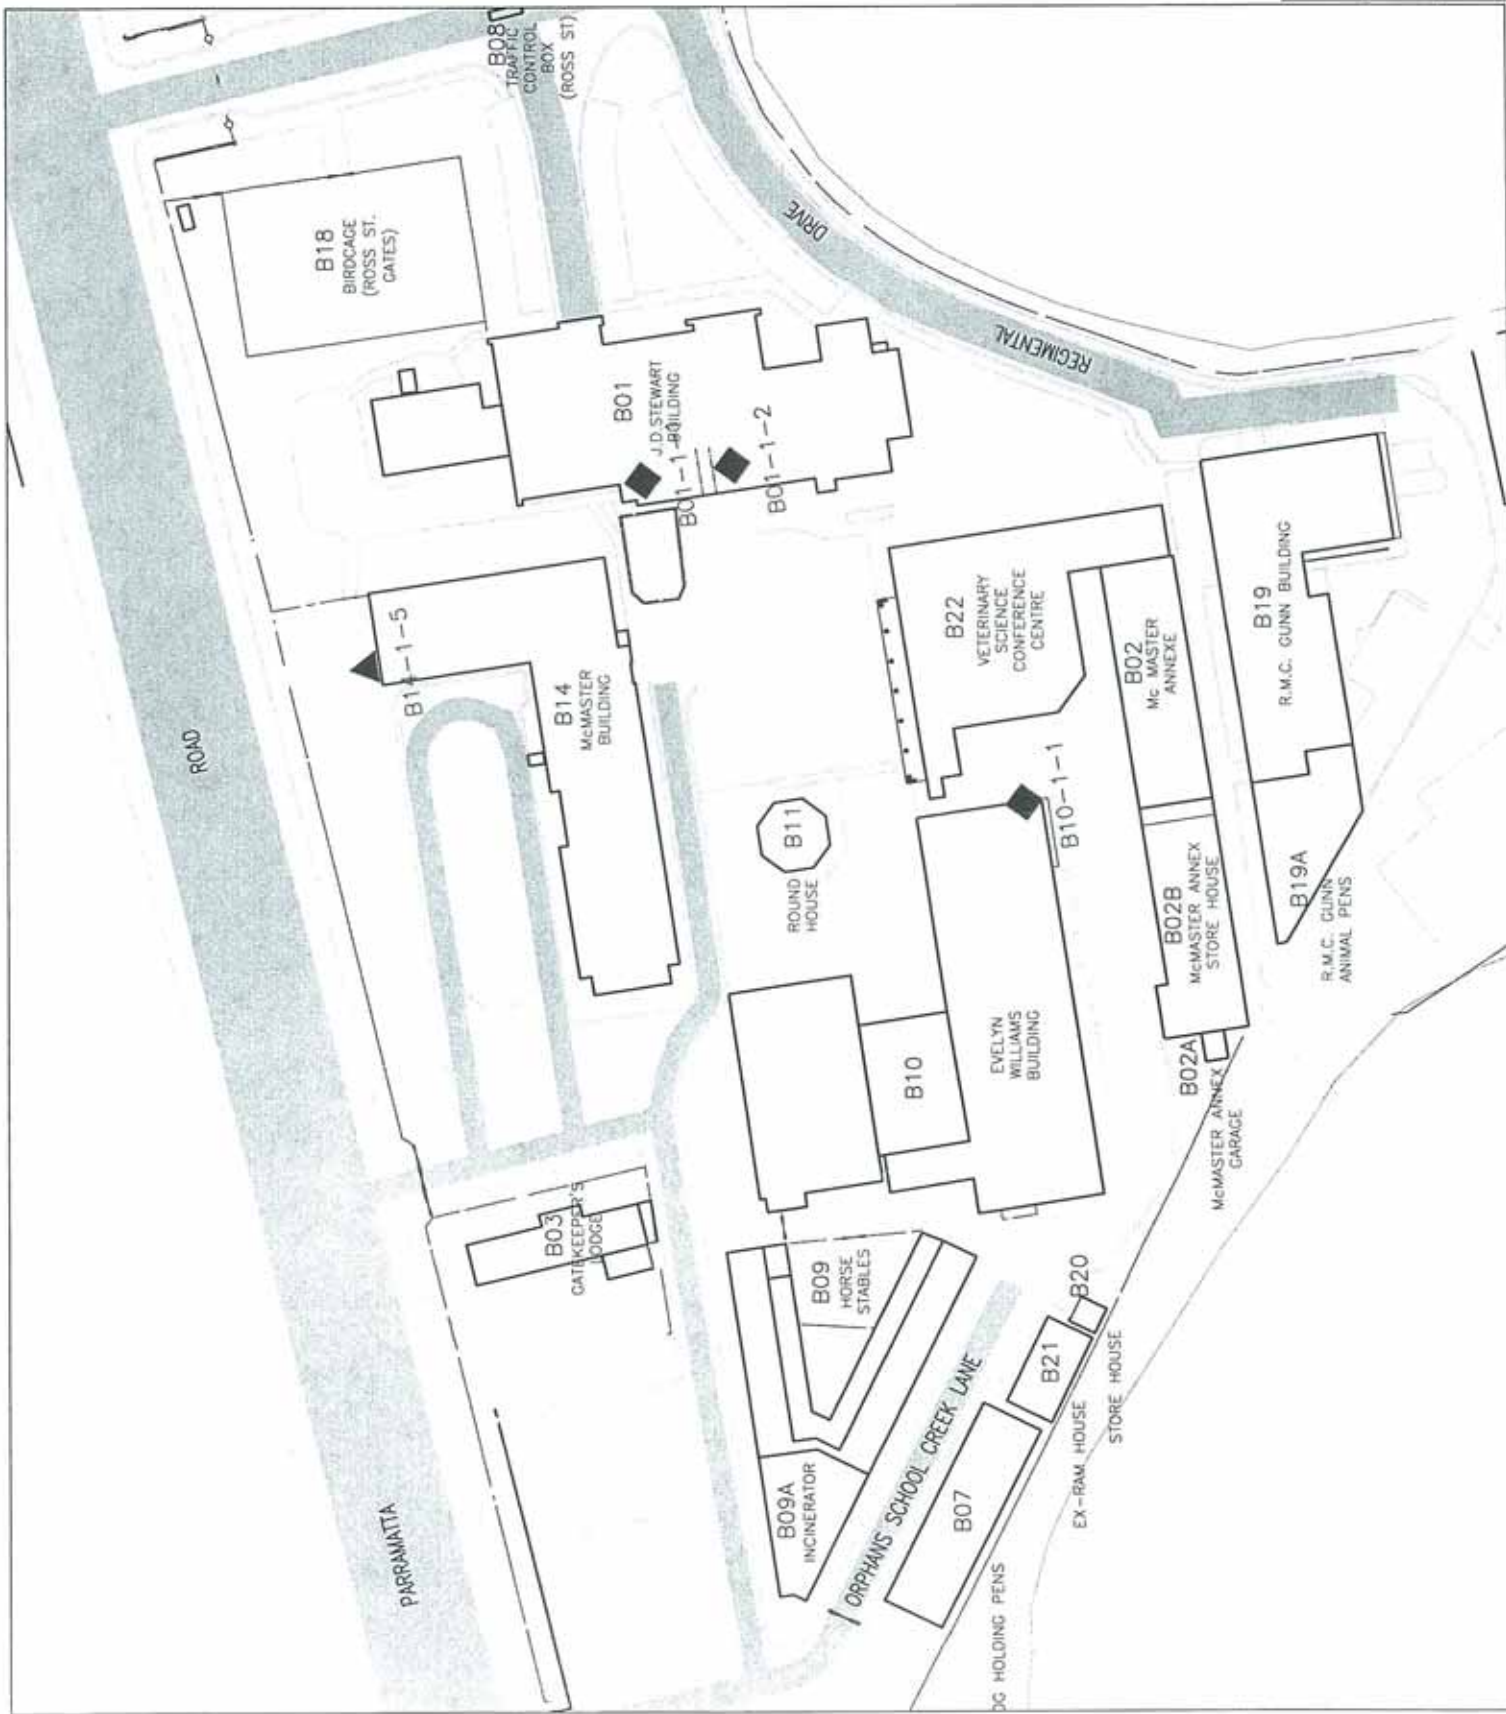 B08
TRAFFIC
CONTROL
BOX
(ROSS ST)
B18
BIRDCAGE
(ROSS ST.
GATES)
DRIVE
REGIMENTAL
B01
J.D.STEWART
BUILDING
B01-1-
B01-1-2
B14-1-5
B14
McMASTER
BUILDING
ROAD
B22
VETERINARY
SCIENCE
CONFERENCE
CENTRE
B02
Mc MASTER
ANNEXE
B19
R.M.C. GUNN BUILDING
B11
ROUND
HOUSE
B10-1-1
B02B
McMASTER ANNEX
STORE HOUSE
B19A
R.M.C. GUNN
ANIMAL PENS
B10
EVELYN
WILLIAMS
BUILDING
B02A
McMASTER ANNEX
GARAGE
B03
GATEKEEPER'S
LODGE
B09
HORSE
STABLES
B20
STORE HOUSE
B21
EX-RAM HOUSE
B09A
INCINERATOR
ORPHANS SCHOOL CREEK LANE
B07
OG HOLDING PENS
PARRAMATTA